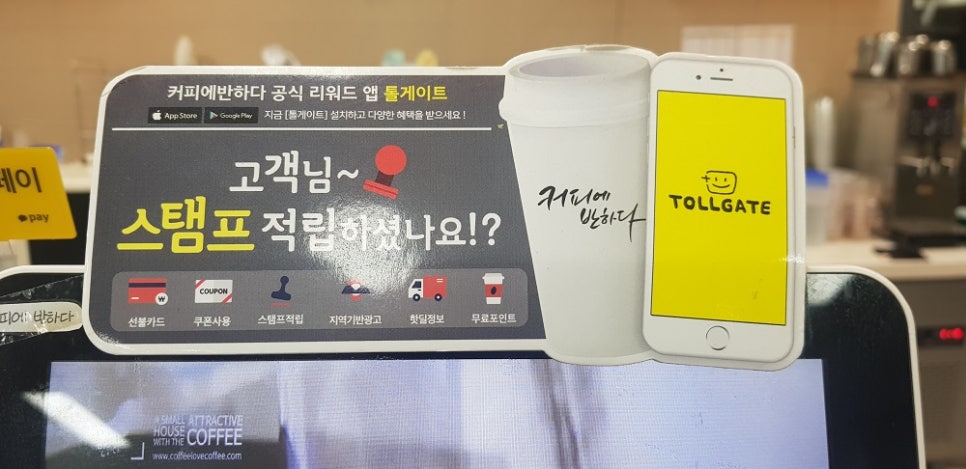 커피에반하다 공식 리워드 앱 톨게이트
App Store Google Play 지금 [톨게이트] 설치하고 다양한 혜택을 받으세요!
고객님~
스탬프 적립하셨나요!?
선불카드 쿠폰사용 스탬프적립 지역기반광고 핫딜정보 무료포인트
COUPON
커피에
반하다
TOLLGATE
페이
pay
피에 반하다
A SMALL ATTRACTIVE
HOUSE
WITH THE COFFEE
www.coffeelovecoffee.com